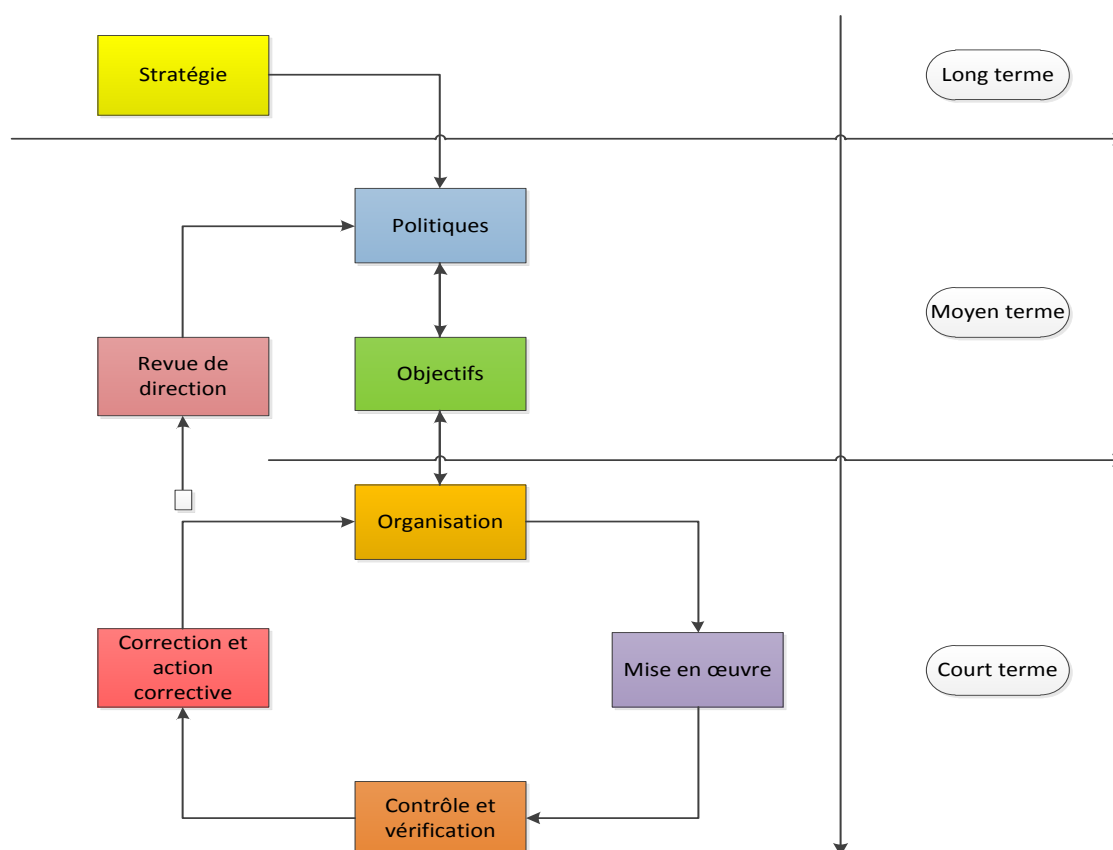 Stratégie
Long terme
Politiques
Moyen terme
Revue de
direction
Objectifs
Organisation
Correction et
action
corrective
Mise en œuvre
Court terme
Contrôle et
vérification